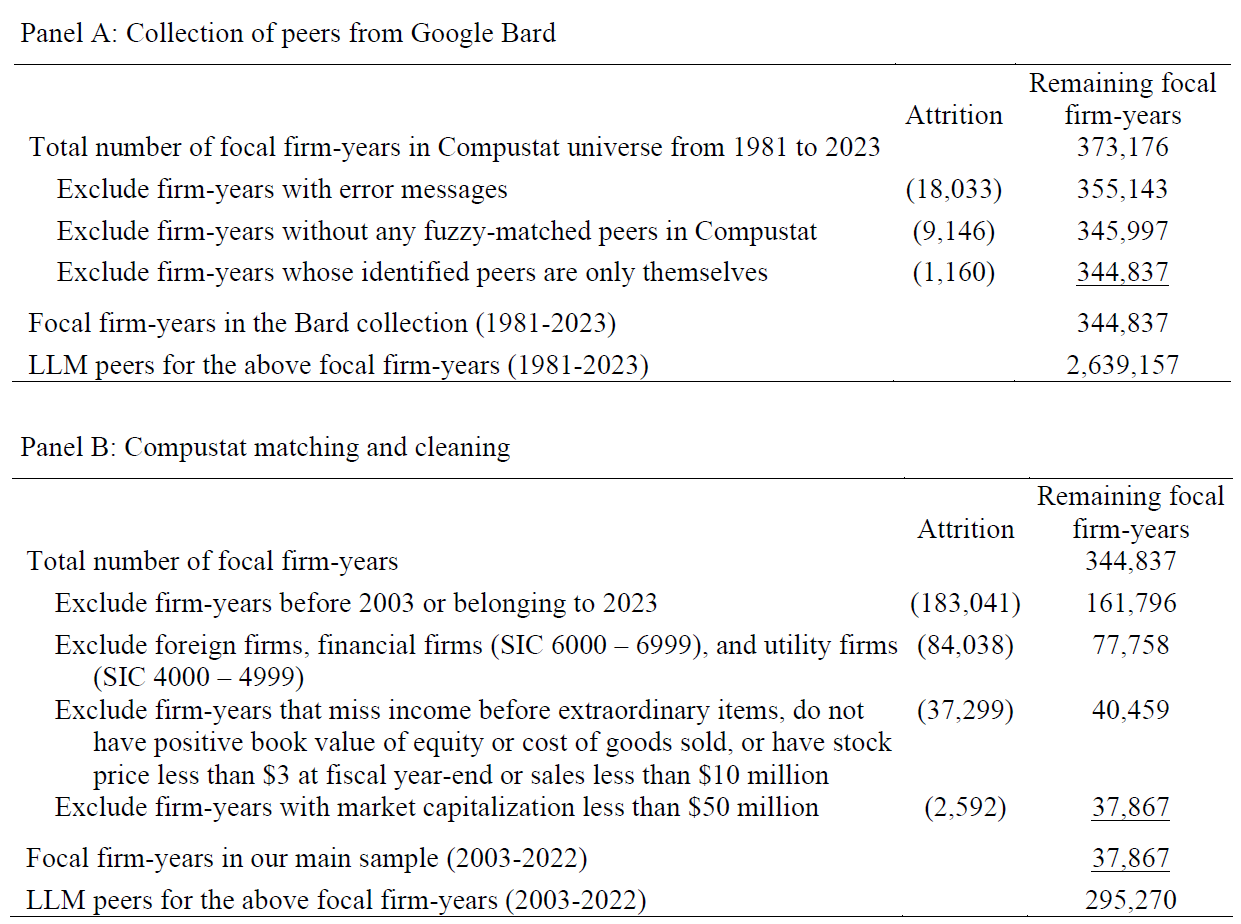 Panel A: Collection of peers from Google Bard
Remaining focal
Attrition firm-years
Total number of focal firm-years in Compustat universe from 1981 to 2023 373,176
Exclude firm-years with error messages (18,033) 355,143
Exclude firm-years without any fuzzy-matched peers in Compustat (9,146) 345,997
Exclude firm-years whose identified peers are only themselves (1,160) 344,837
Focal firm-years in the Bard collection (1981-2023) 344,837
LLM peers for the above focal firm-years (1981-2023) 2,639,157
Panel B: Compustat matching and cleaning
Remaining focal
Attrition firm-years
Total number of focal firm-years 344,837
Exclude firm-years before 2003 or belonging to 2023 (183,041) 161,796
Exclude foreign firms, financial firms (SIC 6000 – 6999), and utility firms (84,038) 77,758
(SIC 4000 – 4999)
Exclude firm-years that miss income before extraordinary items, do not (37,299) 40,459
have positive book value of equity or cost of goods sold, or have stock
price less than $3 at fiscal year-end or sales less than $10 million
Exclude firm-years with market capitalization less than $50 million (2,592) 37,867
Focal firm-years in our main sample (2003-2022) 37,867
LLM peers for the above focal firm-years (2003-2022) 295,270